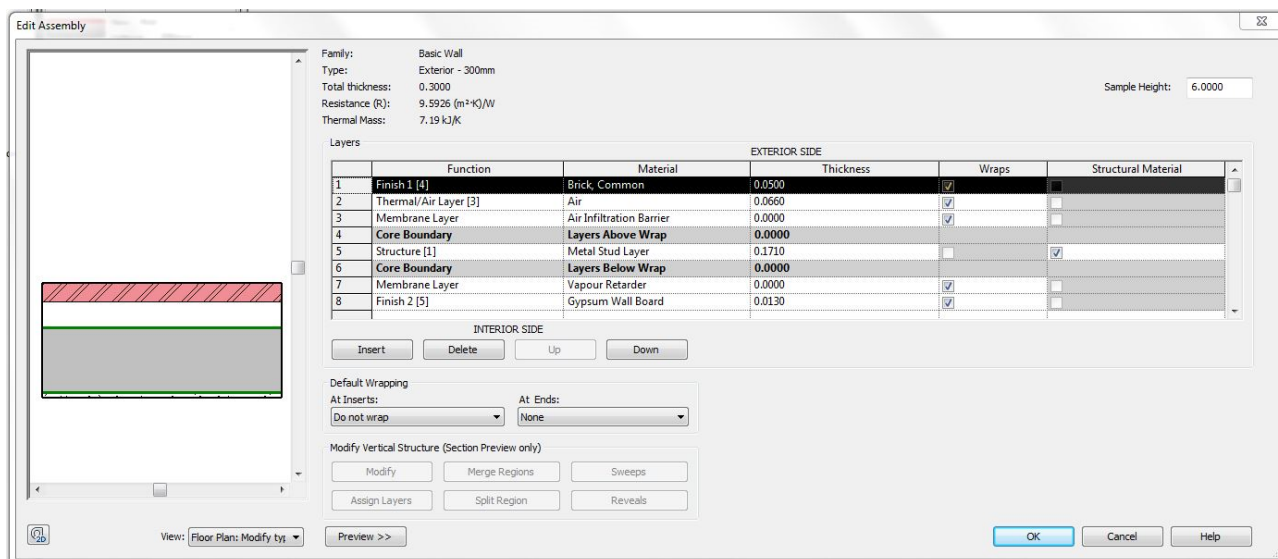 Edit Assembly
Family: Basic Wall
Type: Exterior - 300mm
Total thickness: 0.3000
Sample Height: 6.0000
Resistance (R): 9.5926 (m²·K)/W
Thermal Mass: 7.19 kJ/K
Layers
EXTERIOR SIDE
Function Material Thickness Wraps Structural Material
1 Finish 1 [4] Brick, Common 0.0500
2 Thermal/Air Layer [3] Air 0.0660
3 Membrane Layer Air Infiltration Barrier 0.0000
4 Core Boundary Layers Above Wrap 0.0000
5 Structure [1] Metal Stud Layer 0.1710
6 Core Boundary Layers Below Wrap 0.0000
7 Membrane Layer Vapour Retarder 0.0000
8 Finish 2 [5] Gypsum Wall Board 0.0130
INTERIOR SIDE
Insert Delete Up Down
Default Wrapping
At Inserts: At Ends:
Do not wrap None
Modify Vertical Structure (Section Preview only)
Modify Merge Regions Sweeps
Assign Layers Split Region Reveals
2D View: Floor Plan: Modify typ Preview >> OK Cancel Help